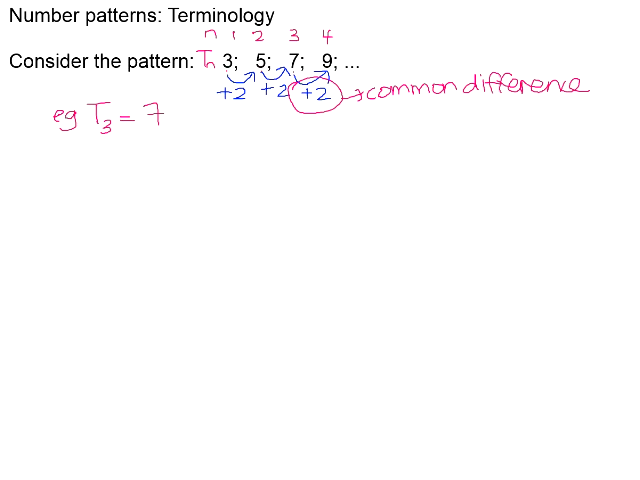 Number patterns: Terminology
n 1 2 3 4
Consider the pattern: Tn 3; 5; 7; 9; ...
+2 +2 +2 → common difference
eg T₃ = 7